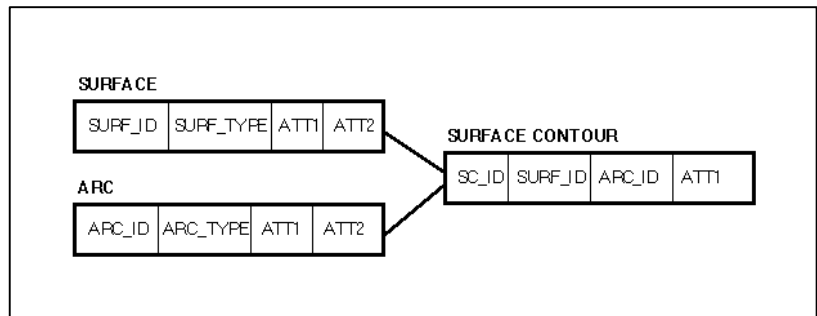 SURFACE
SURF_ID SURF_TYPE ATT1 ATT2
SURFACE CONTOUR
SC_ID SURF_ID ARC_ID ATT1
ARC
ARC_ID ARC_TYPE ATT1 ATT2